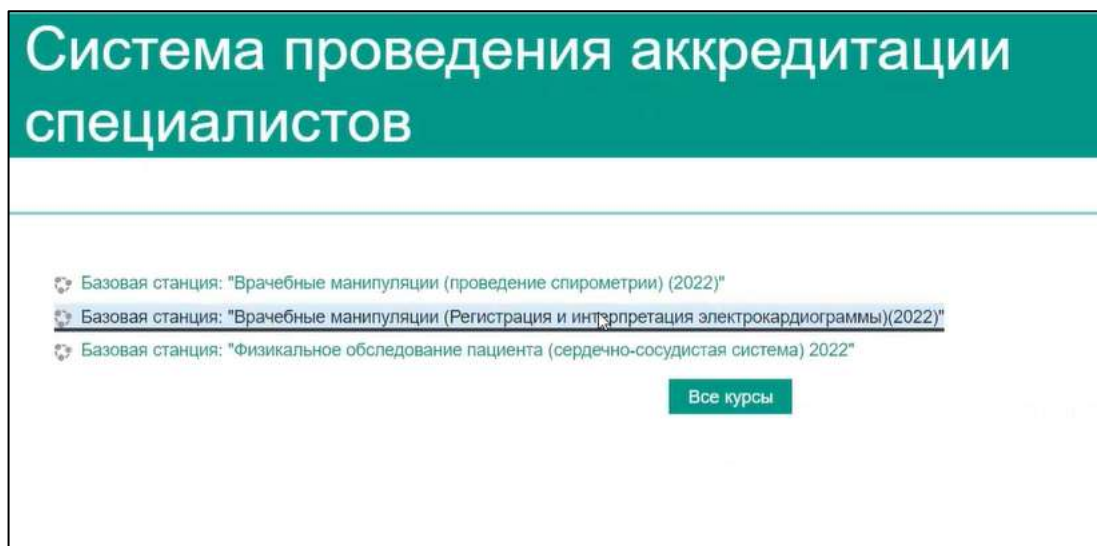 Система проведения аккредитации
специалистов
Базовая станция: "Врачебные манипуляции (проведение спирометрии) (2022)"
Базовая станция: "Врачебные манипуляции (Регистрация и интерпретация электрокардиограммы)(2022)"
Базовая станция: "Физикальное обследование пациента (сердечно-сосудистая система) 2022"
Все курсы